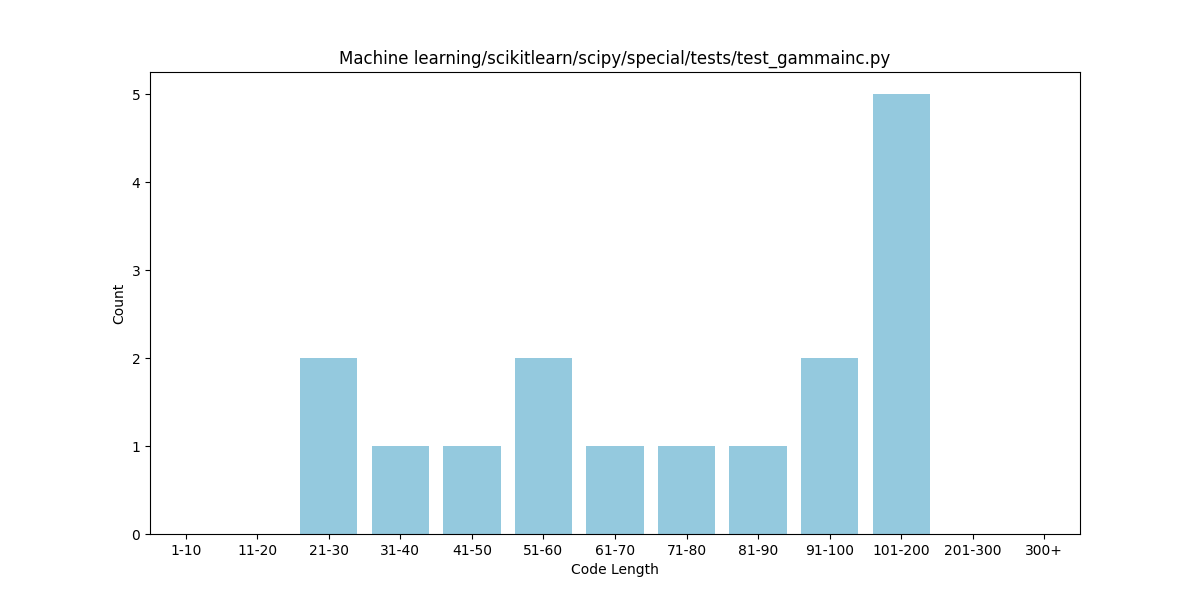 Machine learning/scikitlearn/scipy/special/tests/test_gammainc.py
5
4
3
2
1
0
Count
1-10 11-20 21-30 31-40 41-50 51-60 61-70 71-80 81-90 91-100 101-200 201-300 300+
Code Length